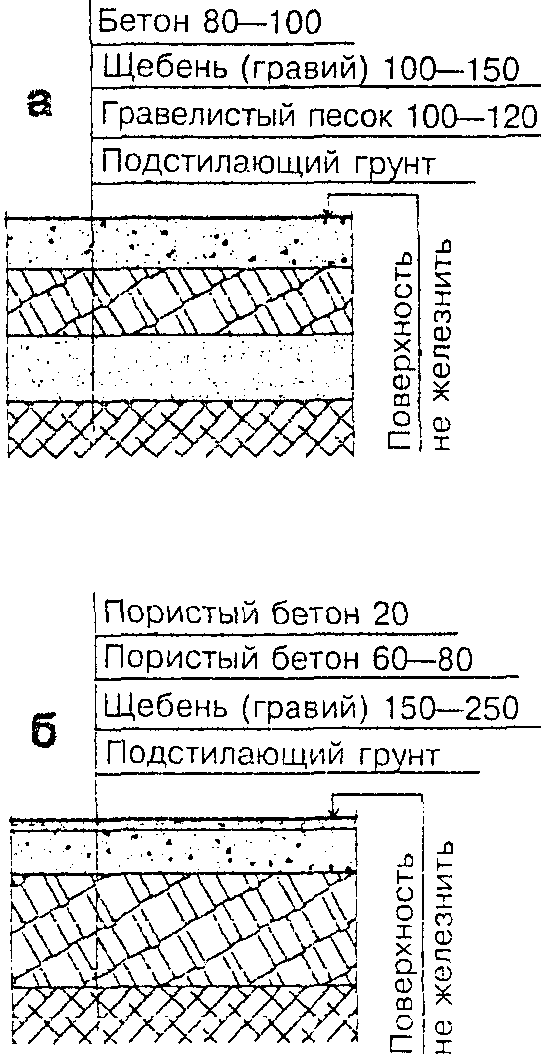 а
Бетон 80—100
Щебень (гравий) 100—150
Гравелистый песок 100—120
Подстилающий грунт
Поверхность
не железнить
б
Пористый бетон 20
Пористый бетон 60—80
Щебень (гравий) 150—250
Подстилающий грунт
Поверхность
не железнить